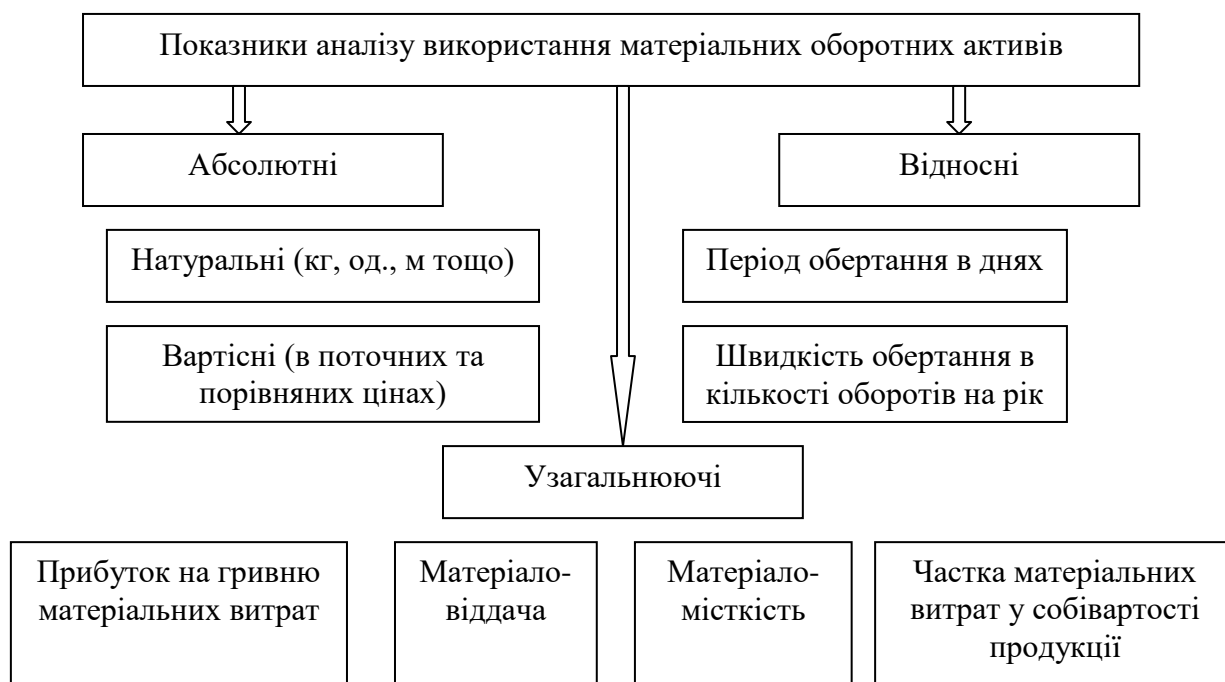 Показники аналізу використання матеріальних оборотних активів
Абсолютні
Відносні
Натуральні (кг, од., м тощо)
Період обертання в днях
Вартісні (в поточних та
порівняних цінах)
Швидкість обертання в
кількості оборотів на рік
Узагальнюючі
Прибуток на гривню
матеріальних витрат
Матеріало-
віддача
Матеріало-
місткість
Частка матеріальних
витрат у собівартості
продукції